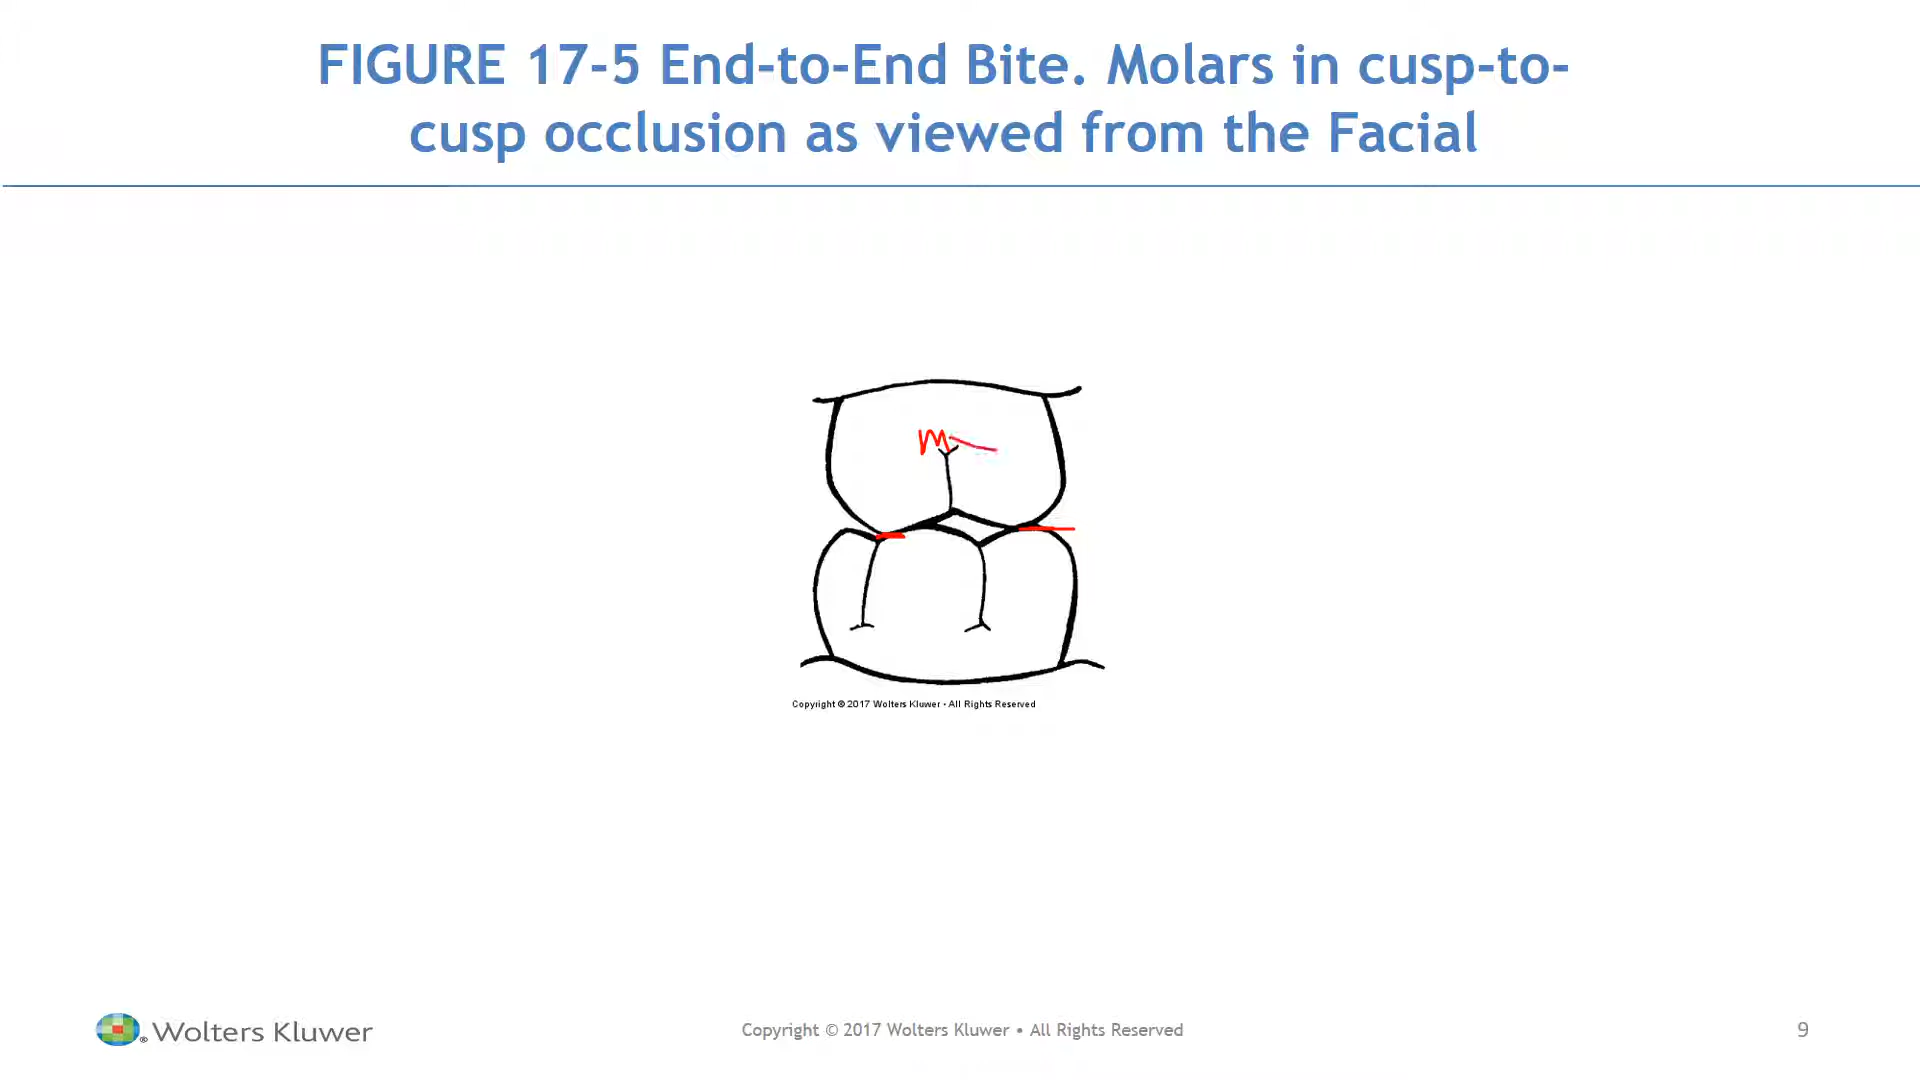 FIGURE 17-5 End-to-End Bite. Molars in cusp-to-
cusp occlusion as viewed from the Facial
m
Copyright © 2017 Wolters Kluwer • All Rights Reserved
Wolters Kluwer
Copyright © 2017 Wolters Kluwer • All Rights Reserved
9